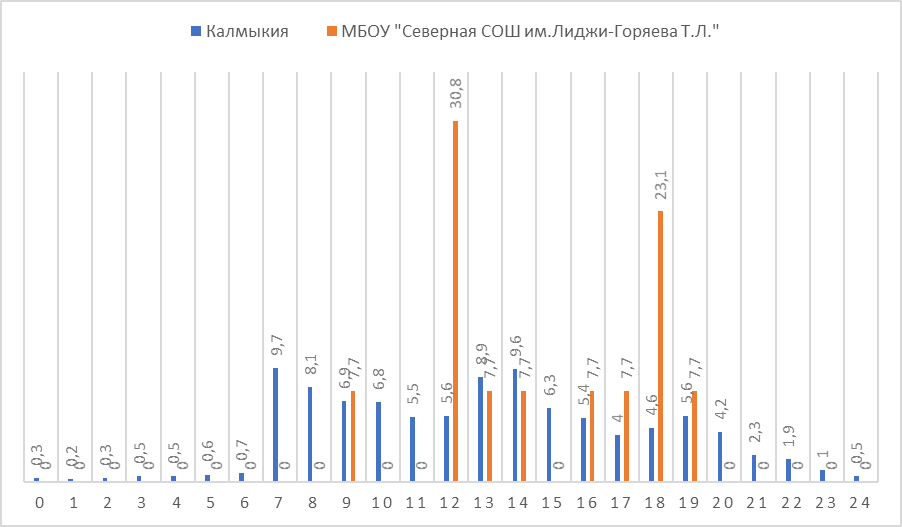 Калмыкия МБОУ "Северная СОШ им.Лиджи-Горяева Т.Л."
0,3 0 0,2 0 0,3 0 0,5 0 0,5 0 0,6 0 0,7 0 9,7 0 8,1 0 6,9 7,7 6,8 0 5,5 0 5,6 30,8 8,9 7,7 9,6 7,7 6,3 0 5,4 7,7 4 7,7 4,6 23,1 5,6 7,7 4,2 0 2,3 0 1,9 0 1 0 0,5 0
0 1 2 3 4 5 6 7 8 9 10 11 12 13 14 15 16 17 18 19 20 21 22 23 24